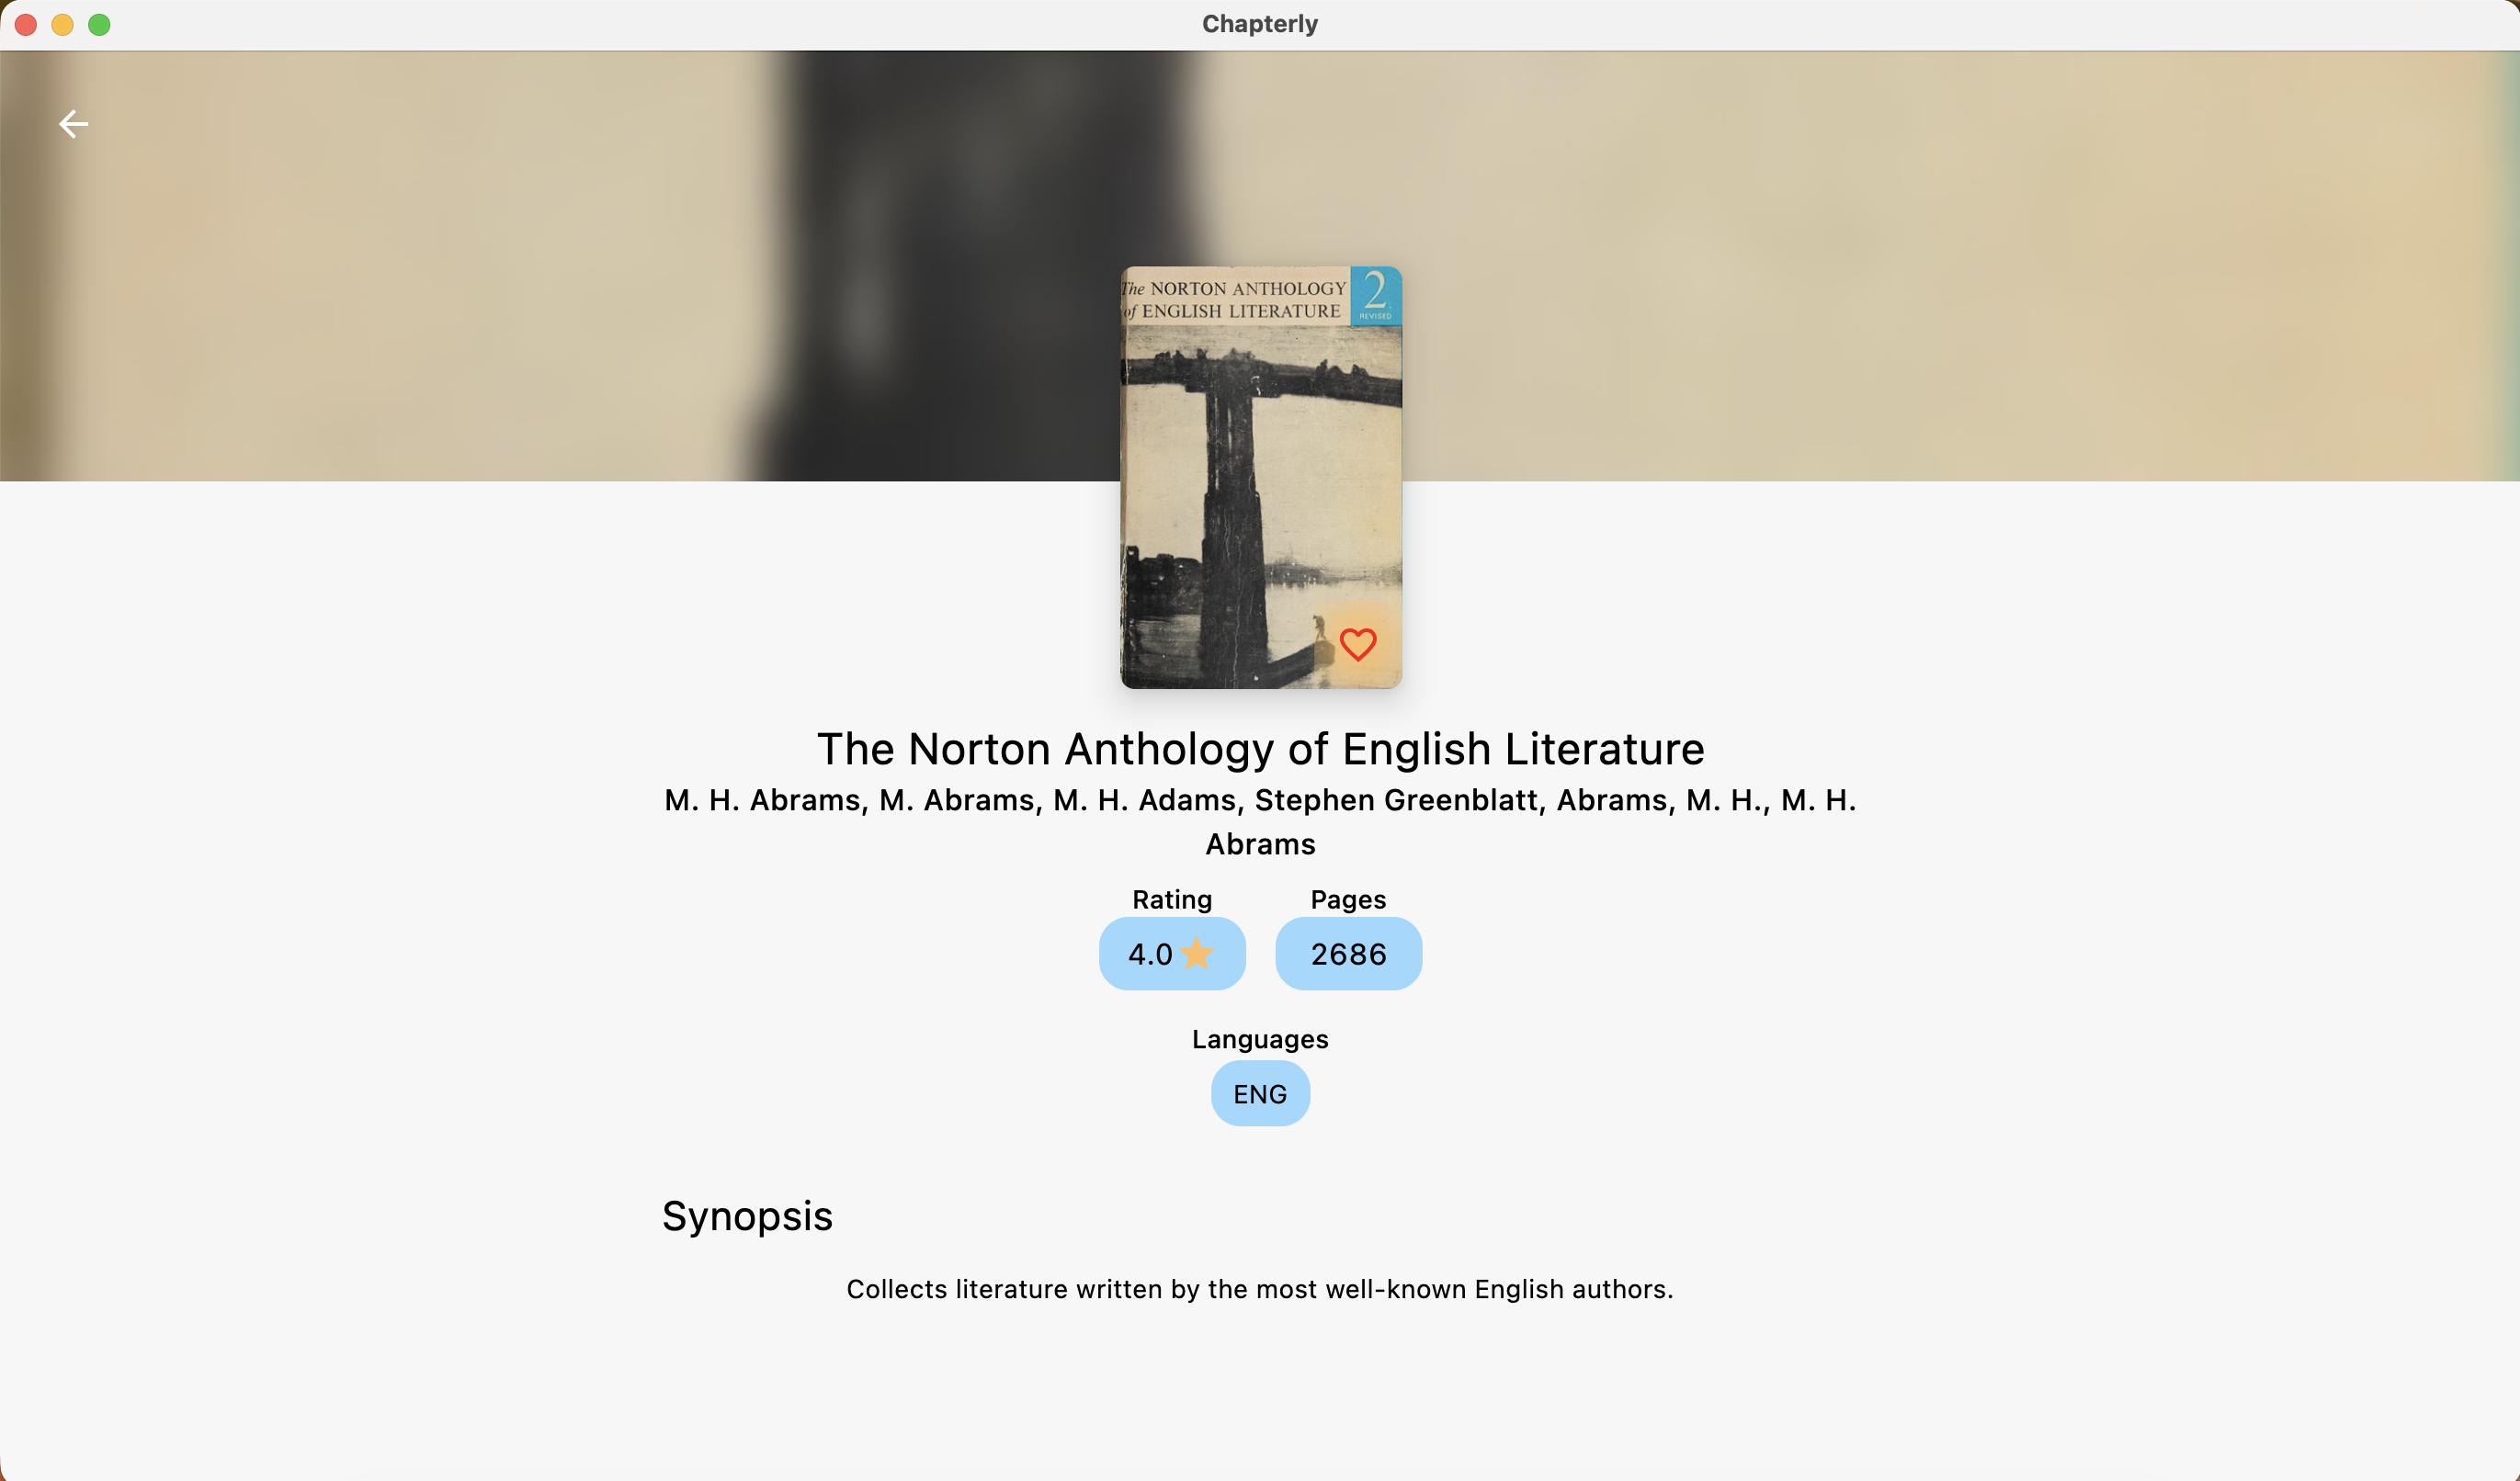 Chapterly
The NORTON ANTHOLOGY
of ENGLISH LITERATURE
2
REVISED
The Norton Anthology of English Literature
M. H. Abrams, M. Abrams, M. H. Adams, Stephen Greenblatt, Abrams, M. H., M. H.
Abrams
Rating Pages
4.0 2686
Languages
ENG
Synopsis
Collects literature written by the most well-known English authors.